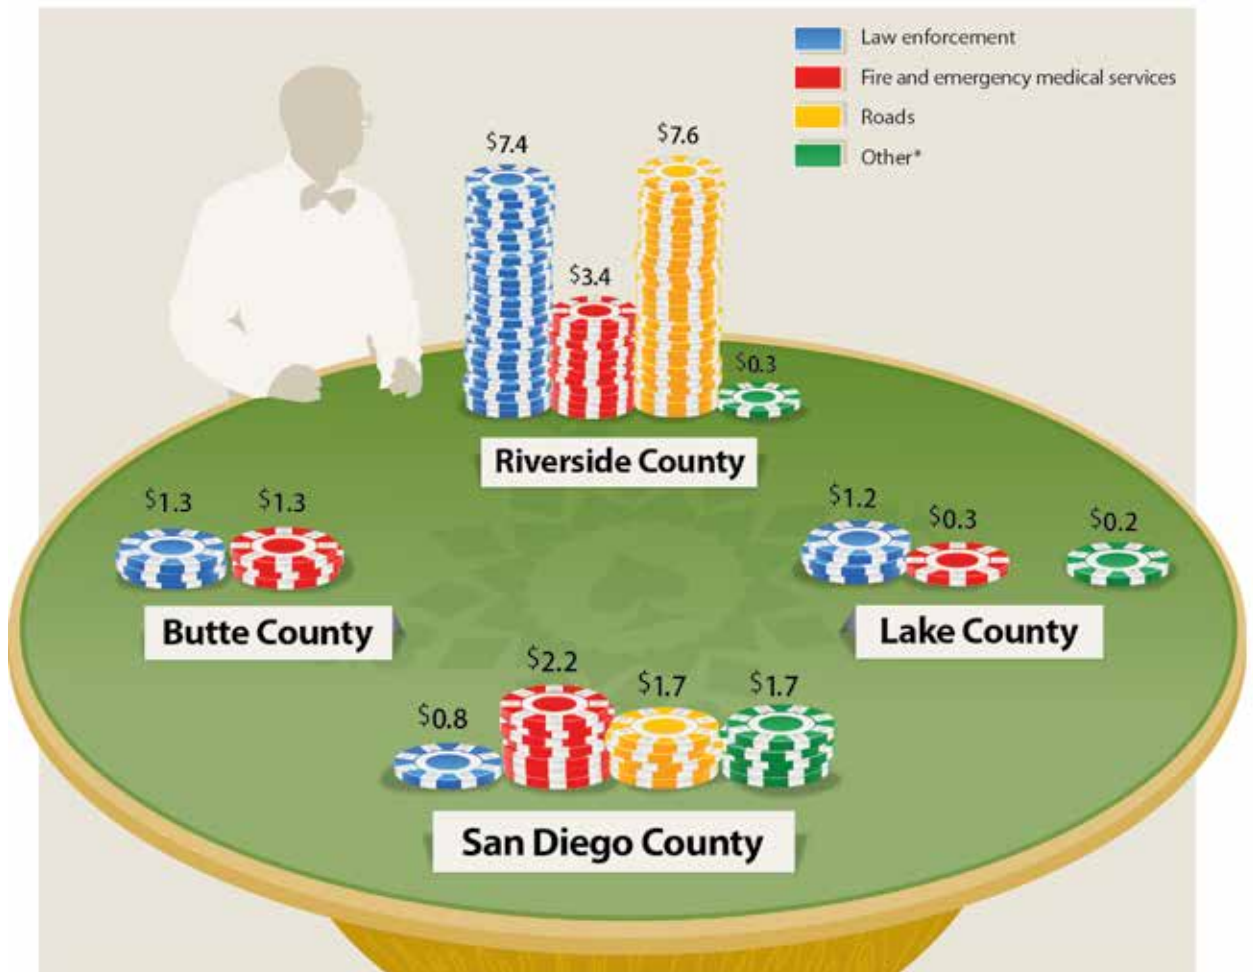 Law enforcement
Fire and emergency medical services
Roads
Other*
$7.4
$7.6
$3.4
$0.3
Riverside County
$1.3
$1.3
Butte County
$1.2
$0.3
$0.2
Lake County
$0.8
$2.2
$1.7
$1.7
San Diego County